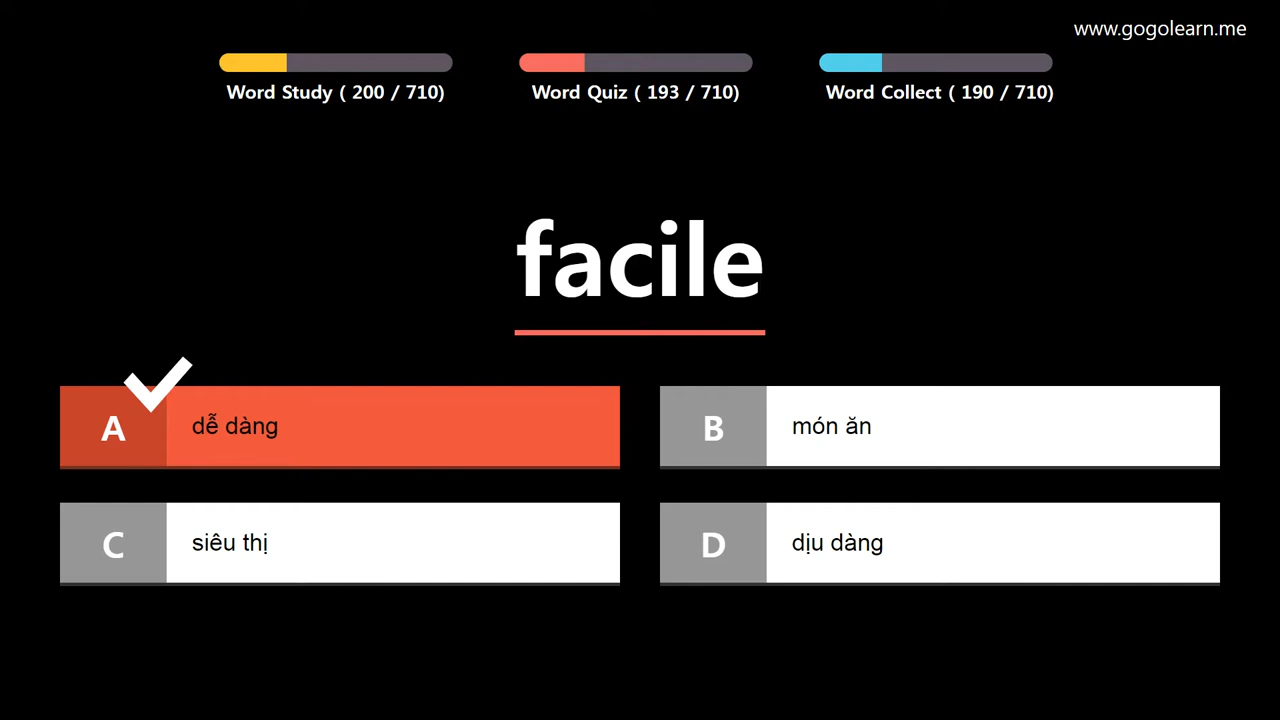 www.gogolearn.me
Word Study ( 200 / 710)
Word Quiz ( 193 / 710)
Word Collect ( 190 / 710)
facile
A dễ dàng
B món ăn
C siêu thị
D dịu dàng